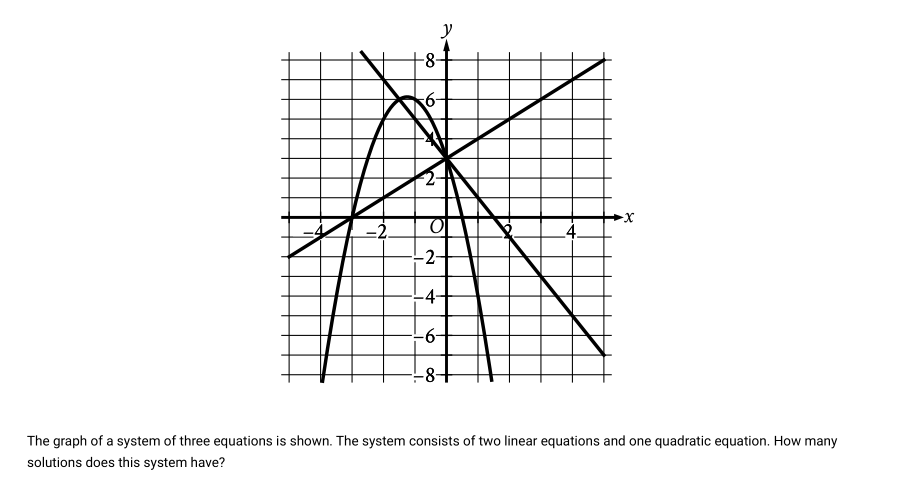 y
8
6
4
2
−4 −2 O 2 4 x
−2
−4
−6
−8
The graph of a system of three equations is shown. The system consists of two linear equations and one quadratic equation. How many
solutions does this system have?